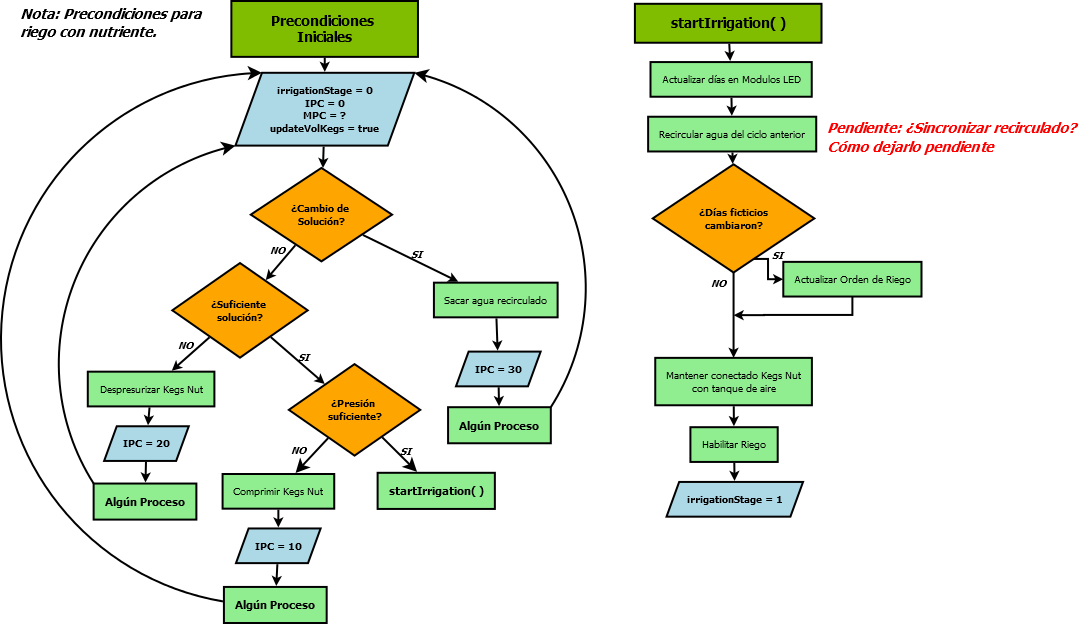 Nota: Precondiciones para
riego con nutriente.
Precondiciones
Iniciales
irrigationStage = 0
IPC = 0
MPC = ?
updateVolKegs = true
¿Cambio de
Solución?
NO
SI
¿Suficiente
solución?
Sacar agua recirculado
NO
SI
IPC = 30
Despresurizar Kegs Nut
¿Presión
suficiente?
Algún Proceso
IPC = 20
NO
SI
Algún Proceso
Comprimir Kegs Nut
startIrrigation( )
IPC = 10
Algún Proceso
startIrrigation( )
Actualizar días en Modulos LED
Recircular agua del ciclo anterior
Pendiente: ¿Sincronizar recirculado?
Cómo dejarlo pendiente
¿Días ficticios
cambiaron?
SI
NO
Actualizar Orden de Riego
Mantener conectado Kegs Nut
con tanque de aire
Habilitar Riego
irrigationStage = 1